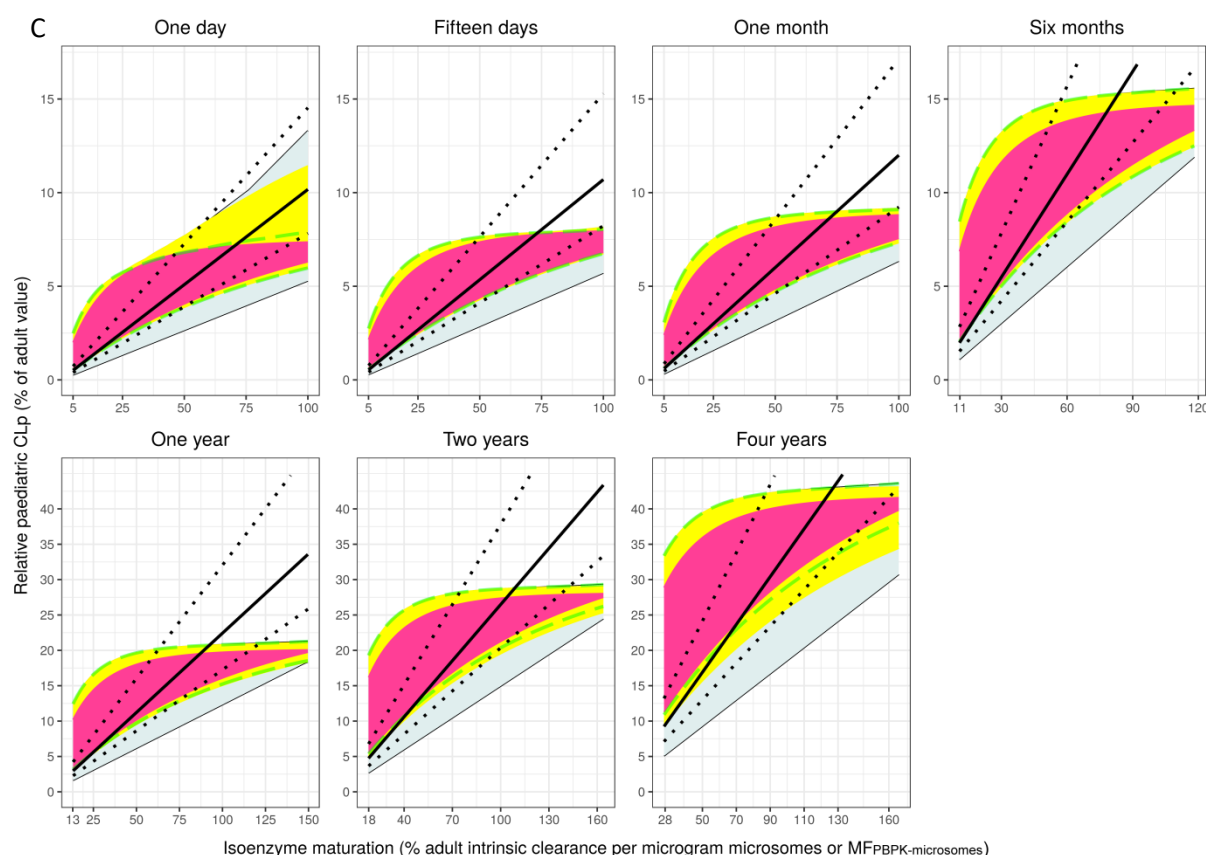 C
One day
Fifteen days
One month
Six months
15
10
5
0
5 25 50 75 100
5 25 50 75 100
5 25 50 75 100
11 30 60 90 120
One year
Two years
Four years
40
35
30
25
20
15
10
5
0
13 25 50 75 100 125 150
18 40 70 100 130 160
28 50 70 90 110 140 160
Relative paediatric CLp (% of adult value)
Isoenzyme maturation (% adult intrinsic clearance per microgram microsomes or MFPBPK-microsomes)